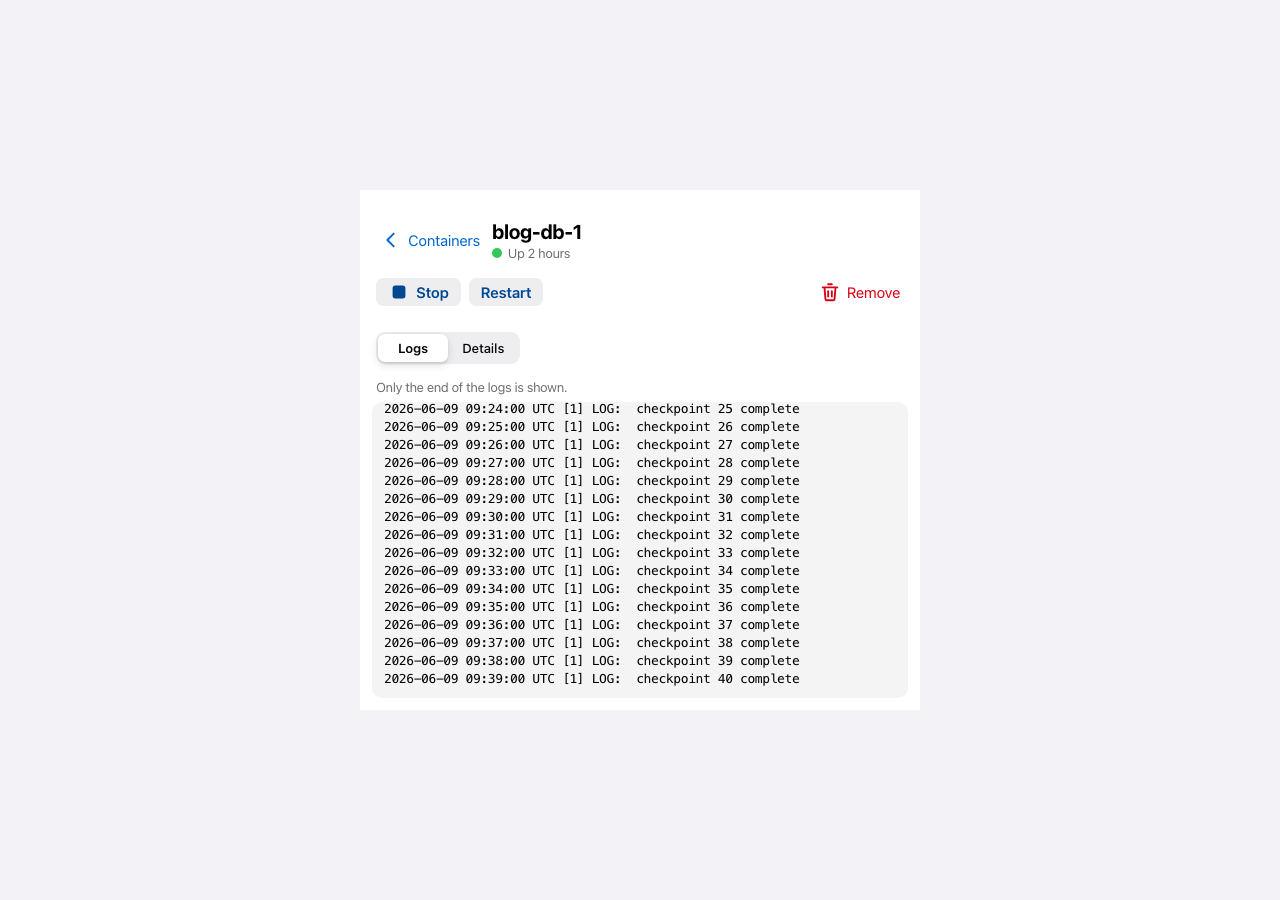 Containers
blog-db-1
Up 2 hours
Stop
Restart
Remove
Logs
Details
Only the end of the logs is shown.
2026-06-09 09:24:00 UTC [1] LOG:  checkpoint 25 complete
2026-06-09 09:25:00 UTC [1] LOG:  checkpoint 26 complete
2026-06-09 09:26:00 UTC [1] LOG:  checkpoint 27 complete
2026-06-09 09:27:00 UTC [1] LOG:  checkpoint 28 complete
2026-06-09 09:28:00 UTC [1] LOG:  checkpoint 29 complete
2026-06-09 09:29:00 UTC [1] LOG:  checkpoint 30 complete
2026-06-09 09:30:00 UTC [1] LOG:  checkpoint 31 complete
2026-06-09 09:31:00 UTC [1] LOG:  checkpoint 32 complete
2026-06-09 09:32:00 UTC [1] LOG:  checkpoint 33 complete
2026-06-09 09:33:00 UTC [1] LOG:  checkpoint 34 complete
2026-06-09 09:34:00 UTC [1] LOG:  checkpoint 35 complete
2026-06-09 09:35:00 UTC [1] LOG:  checkpoint 36 complete
2026-06-09 09:36:00 UTC [1] LOG:  checkpoint 37 complete
2026-06-09 09:37:00 UTC [1] LOG:  checkpoint 38 complete
2026-06-09 09:38:00 UTC [1] LOG:  checkpoint 39 complete
2026-06-09 09:39:00 UTC [1] LOG:  checkpoint 40 complete